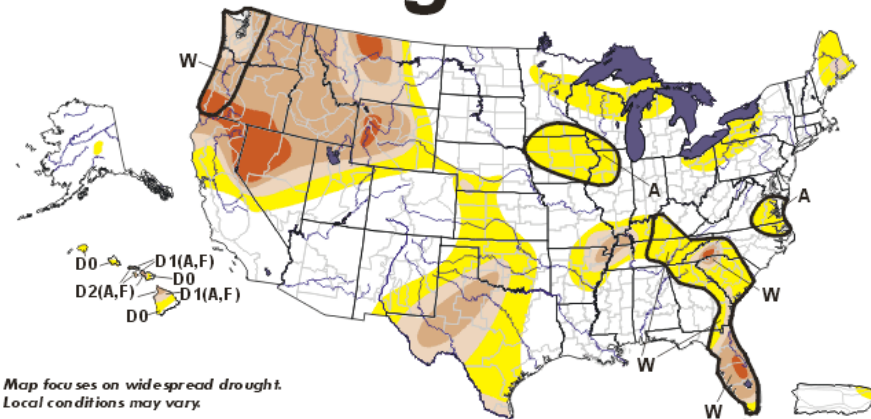 g
W
A
A
D0
D1(A,F)
D0
D2(A,F)
D1(A,F)
D0
W
W
W
Map focuses on widespread drought.
Local conditions may vary.